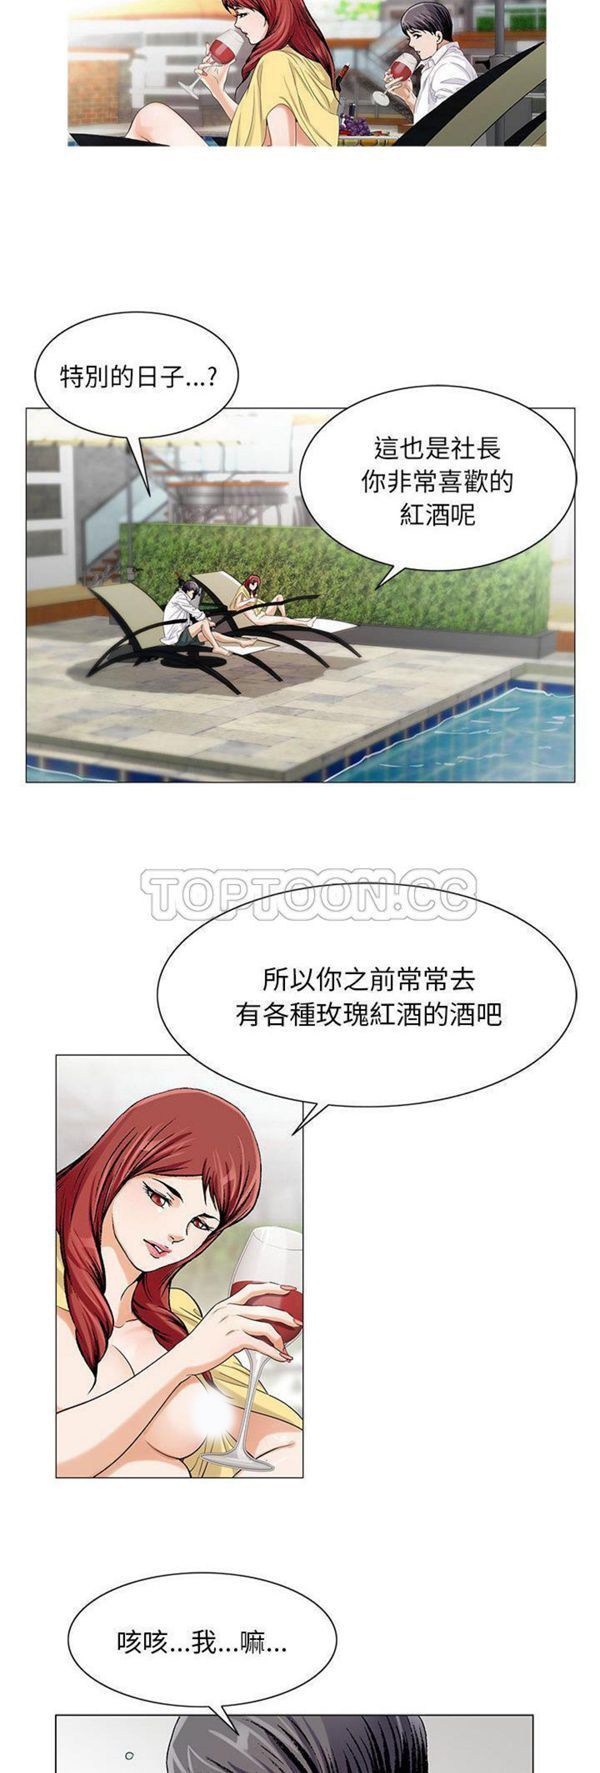 特別的日子...?
這也是社長
你非常喜歡的
紅酒呢
TOPTOON.CC
所以你之前常常去
有各種玫瑰紅酒的酒吧
咳咳...我...嘛...